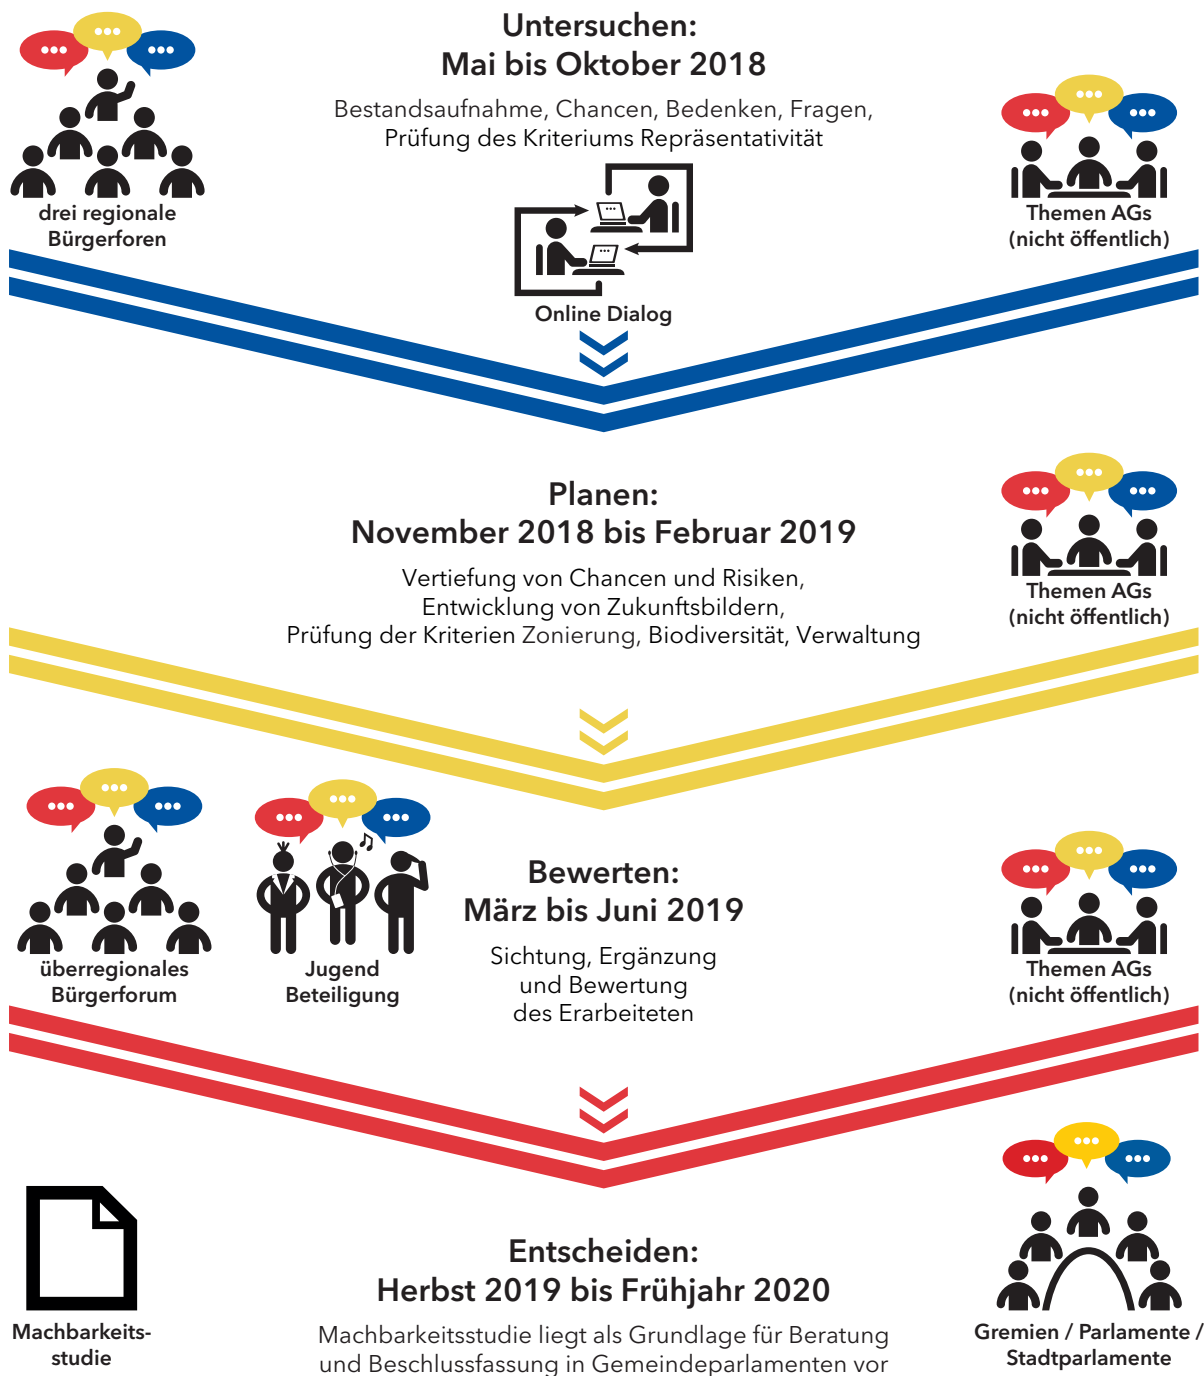 Untersuchen:
Mai bis Oktober 2018
Bestandsaufnahme, Chancen, Bedenken, Fragen,
Prüfung des Kriteriums Repräsentativität
drei regionale
Bürgerforen
Online Dialog
Themen AGs
(nicht öffentlich)
Planen:
November 2018 bis Februar 2019
Vertiefung von Chancen und Risiken,
Entwicklung von Zukunftsbildern,
Prüfung der Kriterien Zonierung, Biodiversität, Verwaltung
Themen AGs
(nicht öffentlich)
überregionales
Bürgerforum
Jugend
Beteiligung
Bewerten:
März bis Juni 2019
Sichtung, Ergänzung
und Bewertung
des Erarbeiteten
Themen AGs
(nicht öffentlich)
Machbarkeits-
studie
Entscheiden:
Herbst 2019 bis Frühjahr 2020
Machbarkeitsstudie liegt als Grundlage für Beratung
und Beschlussfassung in Gemeindeparlamenten vor
Gremien / Parlamente /
Stadtparlamente